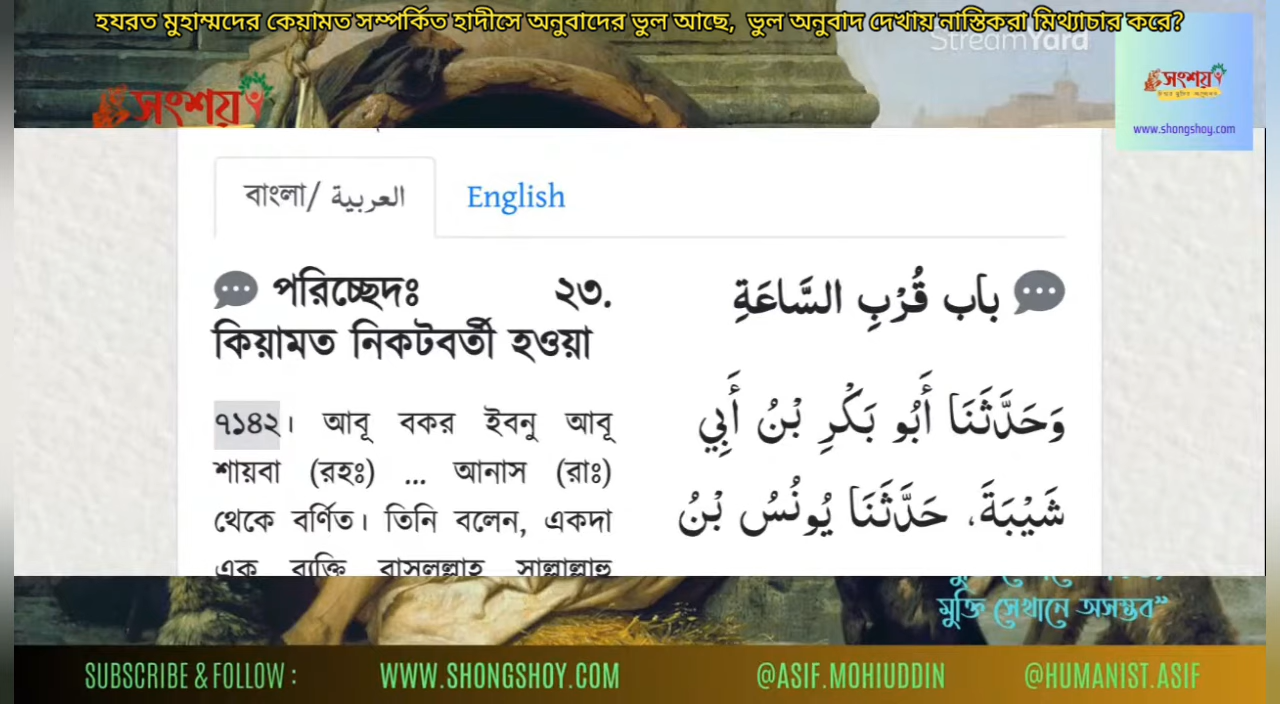 হযরত মুহাম্মদের কেয়ামত সম্পর্কিত হাদীসে অনুবাদের ভুল আছে, ভুল অনুবাদ দেখায় নাস্তিকরা মিথ্যাচার করে?
StreamYard
সংশয়
সংশয়
www.shongshoy.com
বাংলা/ العربية
English
পরিচ্ছেদঃ ২৩.
কিয়ামত নিকটবর্তী হওয়া
باب قُرْبِ السَّاعَةِ
৭১৪২। আবূ বকর ইবনু আবূ
শায়বা (রহঃ) ... আনাস (রাঃ)
থেকে বর্ণিত। তিনি বলেন, একদা
এক ব্যক্তি রাসূলুল্লাহ সাল্লাল্লাহু
وَحَدَّثَنَا أَبُو بَكْرِ بْنُ أَبِي
شَيْبَةَ، حَدَّثَنَا يُونُسُ بْنُ
মুক্তি সেখানে অসম্ভব”
SUBSCRIBE & FOLLOW :
WWW.SHONGSHOY.COM
@ASIF.MOHIUDDIN
@HUMANIST.ASIF